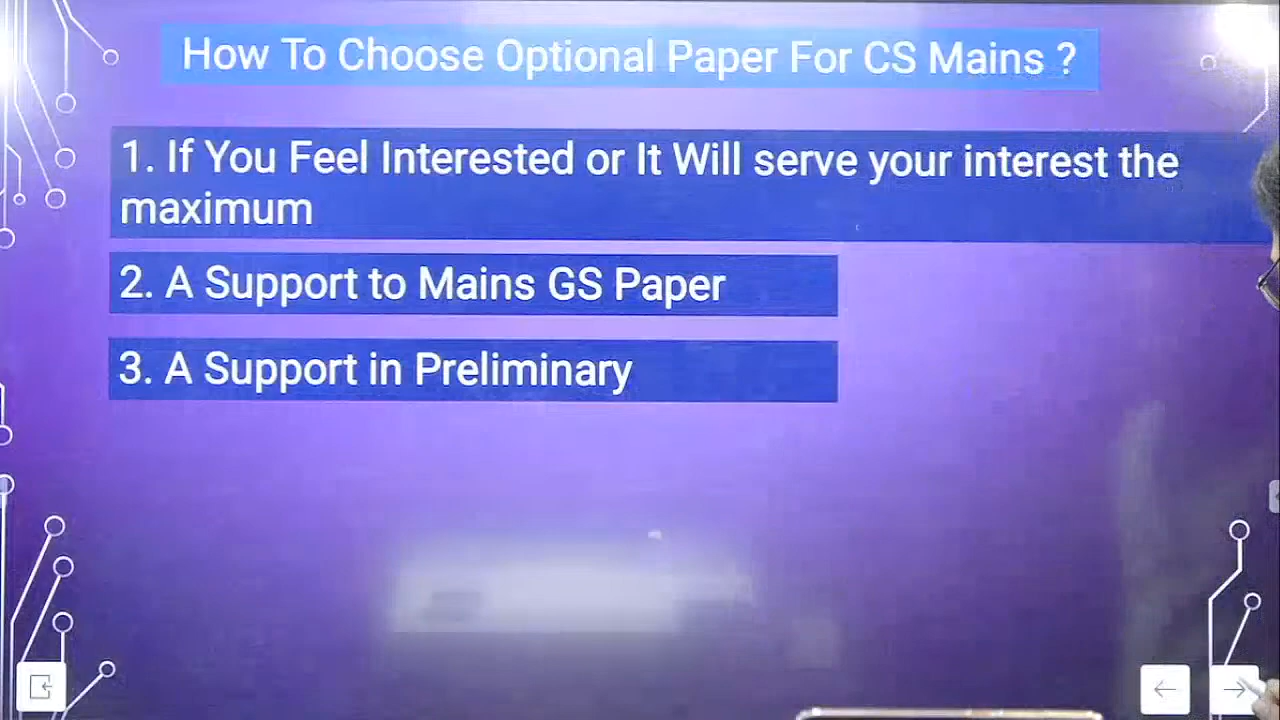 How To Choose Optional Paper For CS Mains ?
1. If You Feel Interested or It Will serve your interest the
maximum
2. A Support to Mains GS Paper
3. A Support in Preliminary